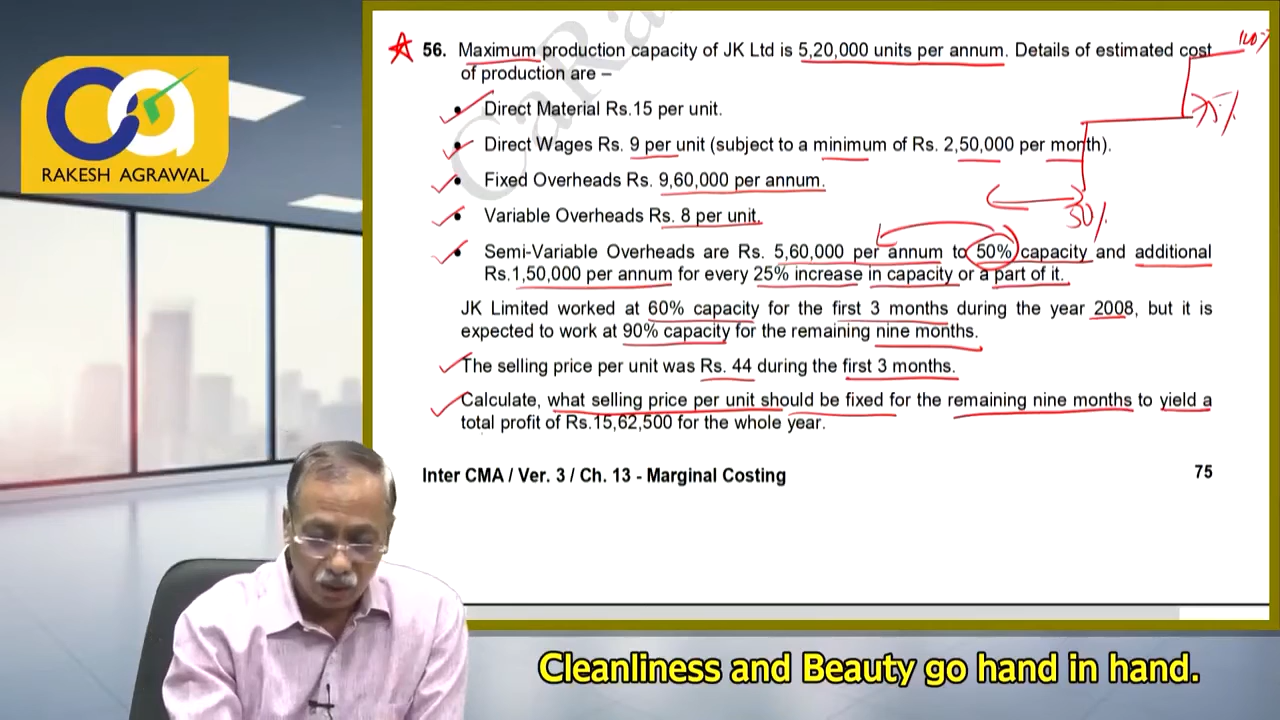 56. Maximum production capacity of JK Ltd is 5,20,000 units per annum. Details of estimated cost
of production are –
• Direct Material Rs.15 per unit.
• Direct Wages Rs. 9 per unit (subject to a minimum of Rs. 2,50,000 per month).
• Fixed Overheads Rs. 9,60,000 per annum.
• Variable Overheads Rs. 8 per unit.
• Semi-Variable Overheads are Rs. 5,60,000 per annum to 50% capacity and additional
Rs.1,50,000 per annum for every 25% increase in capacity or a part of it.
JK Limited worked at 60% capacity for the first 3 months during the year 2008, but it is
expected to work at 90% capacity for the remaining nine months.
The selling price per unit was Rs. 44 during the first 3 months.
Calculate, what selling price per unit should be fixed for the remaining nine months to yield a
total profit of Rs.15,62,500 for the whole year.
Inter CMA / Ver. 3 / Ch. 13 - Marginal Costing 75
100%
75%
50%
ca
RAKESH AGRAWAL
Cleanliness and Beauty go hand in hand.